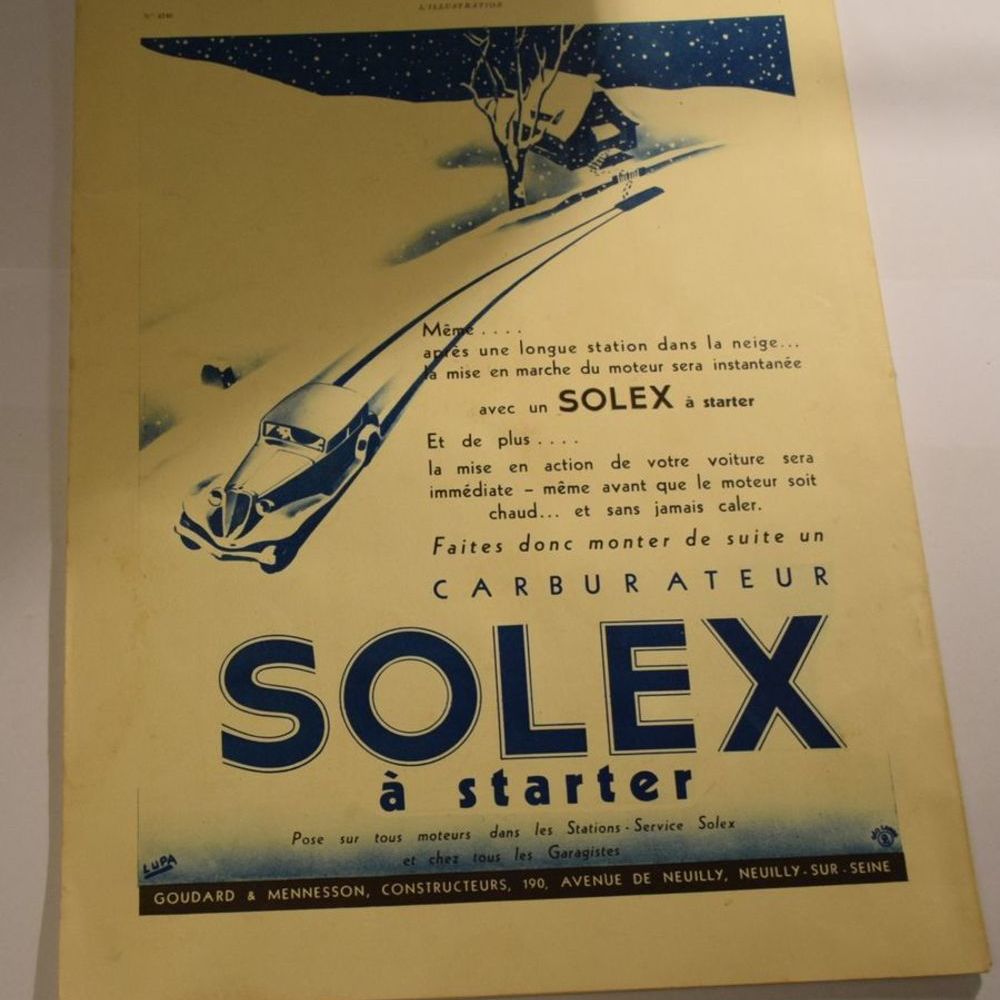 L'ILLUSTRATION
Même....
après une longue station dans la neige...
la mise en marche du moteur sera instantanée
avec un SOLEX à starter
Et de plus....
la mise en action de votre voiture sera
immédiate - même avant que le moteur soit
chaud... et sans jamais caler.
Faites donc monter de suite un
CARBURATEUR
SOLEX
à starter
Pose sur tous moteurs dans les Stations-Service Solex
et chez tous les Garagistes
LUPA
GOUDARD & MENNESSON, CONSTRUCTEURS, 190, AVENUE DE NEUILLY, NEUILLY-SUR-SEINE